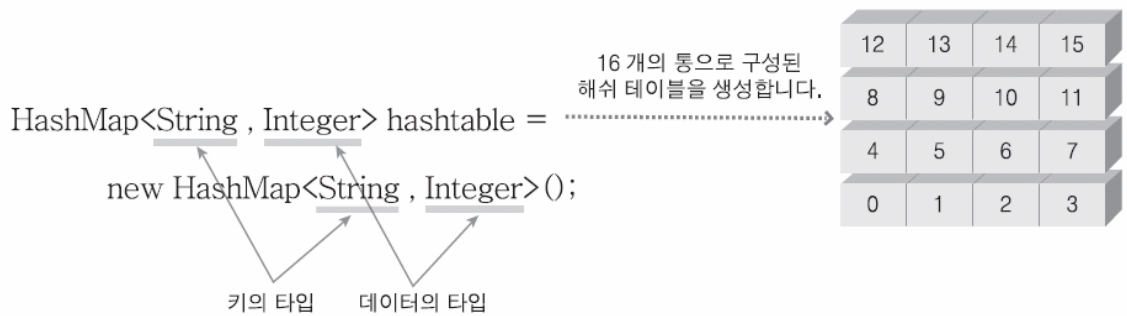 16 개의 통으로 구성된
해쉬 테이블을 생성합니다.
HashMap<String , Integer> hashtable =
new HashMap<String , Integer>();
키의 타입 데이터의 타입
12 13 14 15
8 9 10 11
4 5 6 7
0 1 2 3